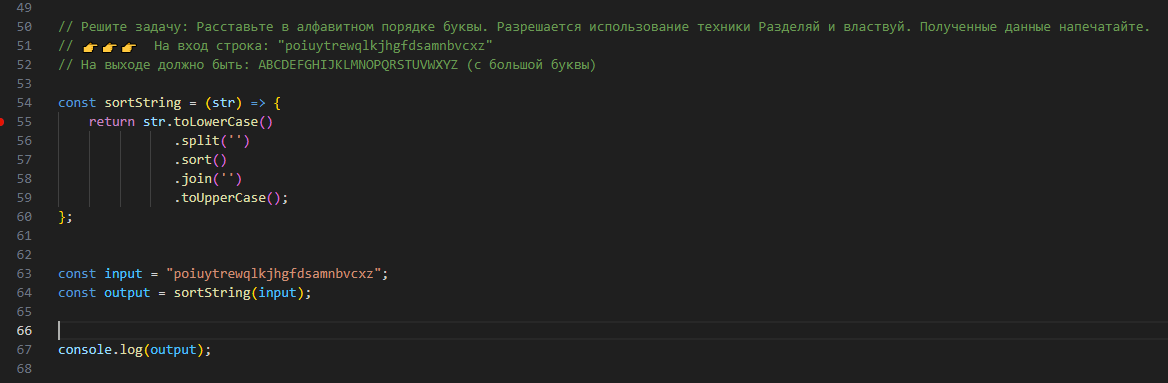 49
50 // Решите задачу: Расставьте в алфавитном порядке буквы. Разрешается использование техники Разделяй и властвуй. Полученные данные напечатайте.
51 // 👉👉👉 На вход строка: "poiuytrewqlkjhgfdsamnbvcxz"
52 // На выходе должно быть: ABCDEFGHIJKLMNOPQRSTUVWXYZ (с большой буквы)
53
54 const sortString = (str) => {
55 return str.toLowerCase()
56 .split('')
57 .sort()
58 .join('')
59 .toUpperCase();
60 };
61
62
63 const input = "poiuytrewqlkjhgfdsamnbvcxz";
64 const output = sortString(input);
65
66
67 console.log(output);
68